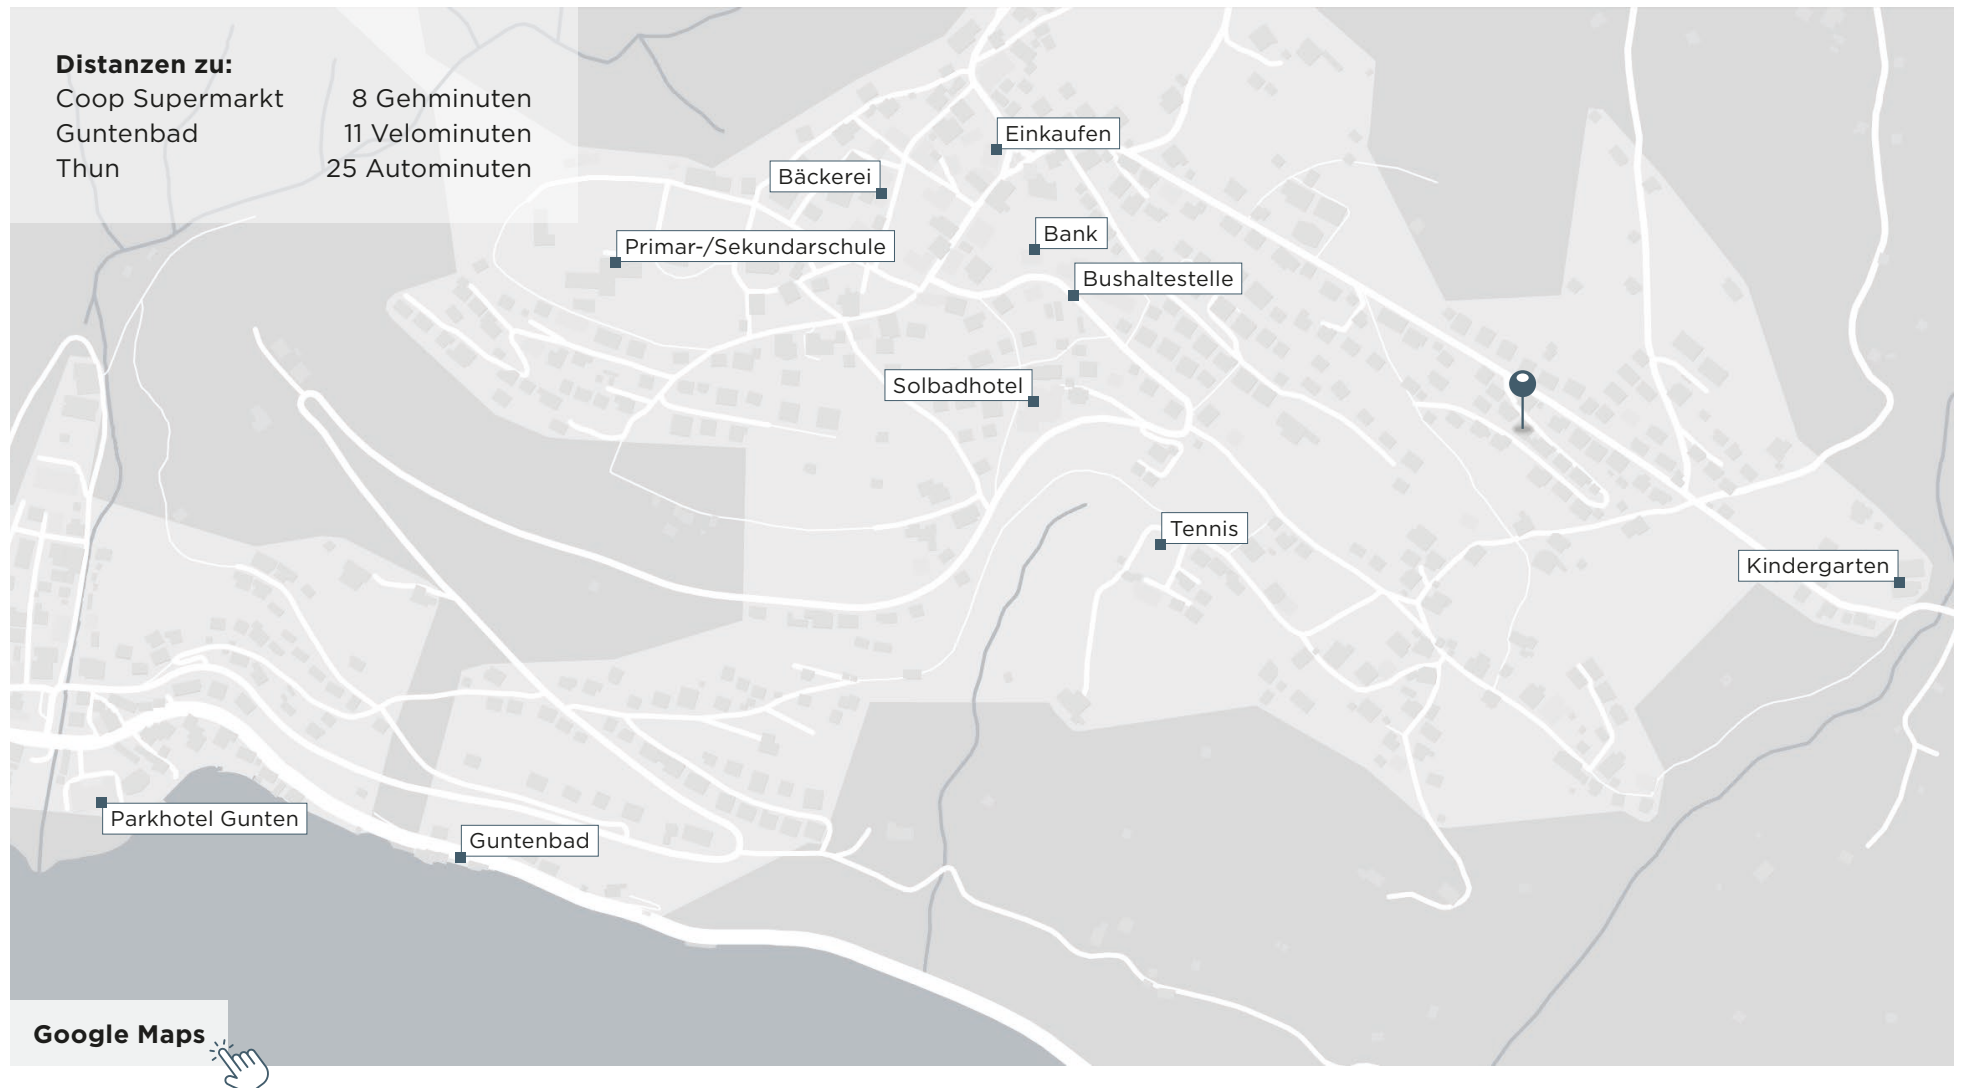 Distanzen zu:
Coop Supermarkt 8 Gehminuten
Guntenbad 11 Velominuten
Thun 25 Autominuten
Einkaufen
Bäckerei
Bank
Primar-/Sekundarschule
Bushaltestelle
Solbadhotel
Tennis
Kindergarten
Parkhotel Gunten
Guntenbad
Google Maps